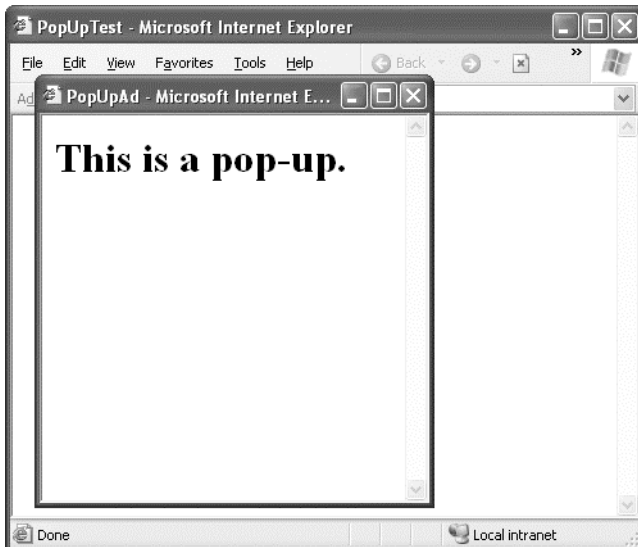 PopUpTest - Microsoft Internet Explorer
File Edit View Favorites Tools Help Back »
Ad
PopUpAd - Microsoft Internet E...
This is a pop-up.
Done Local intranet